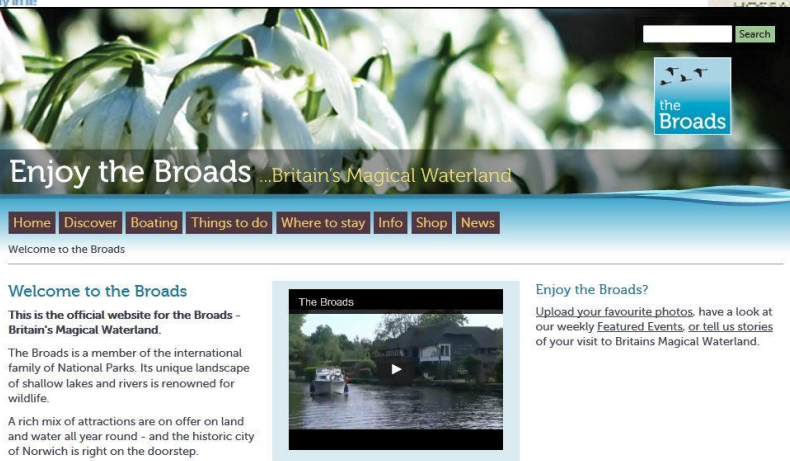 Search
the
Broads
Enjoy the Broads ...Britain's Magical Waterland
Home Discover Boating Things to do Where to stay Info Shop News
Welcome to the Broads
Welcome to the Broads
This is the official website for the Broads -
Britain's Magical Waterland.
The Broads is a member of the international
family of National Parks. Its unique landscape
of shallow lakes and rivers is renowned for
wildlife.
A rich mix of attractions are on offer on land
and water all year round - and the historic city
of Norwich is right on the doorstep.
The Broads
Enjoy the Broads?
Upload your favourite photos, have a look at
our weekly Featured Events, or tell us stories
of your visit to Britains Magical Waterland.